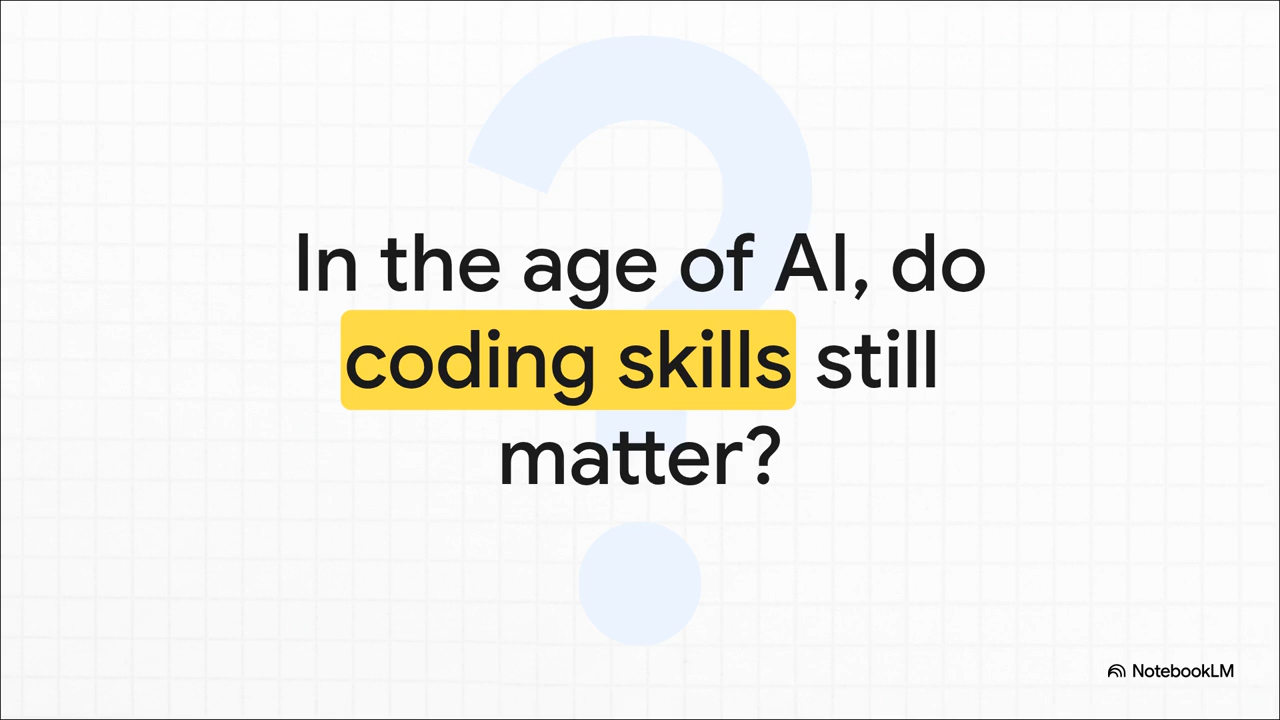 In the age of AI, do
coding skills still
matter?
NotebookLM